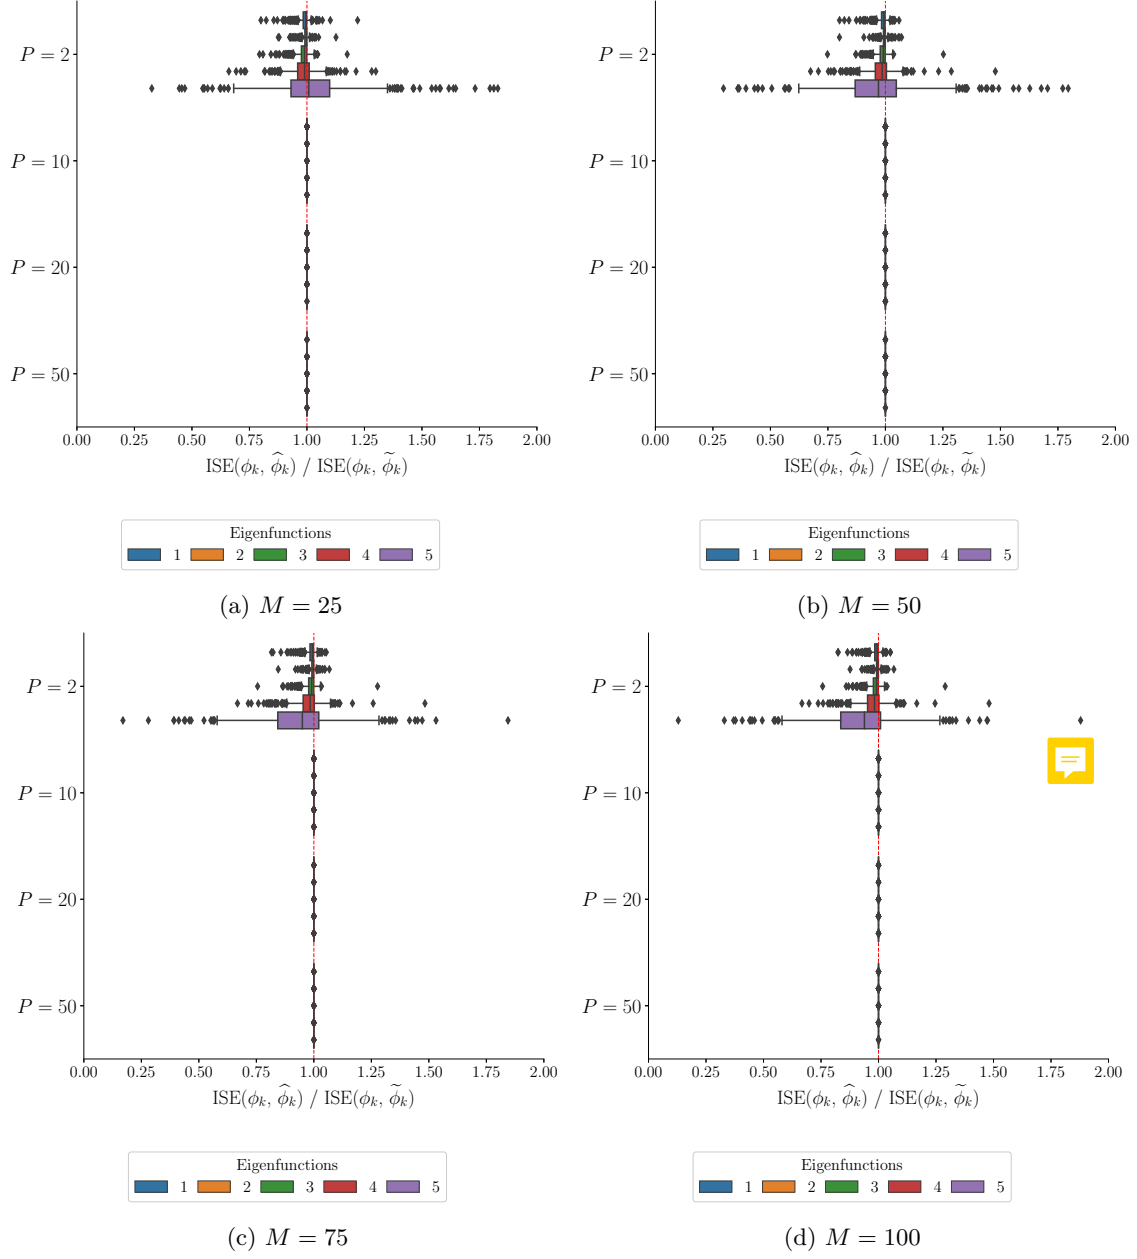 P = 2
P = 10
P = 20
P = 50
0.00 0.25 0.50 0.75 1.00 1.25 1.50 1.75 2.00
ISE(ϕₖ, ϕ̂ₖ) / ISE(ϕₖ, ϕ̃ₖ)
Eigenfunctions
1 2 3 4 5
(a) M = 25
P = 2
P = 10
P = 20
P = 50
0.00 0.25 0.50 0.75 1.00 1.25 1.50 1.75 2.00
ISE(ϕₖ, ϕ̂ₖ) / ISE(ϕₖ, ϕ̃ₖ)
Eigenfunctions
1 2 3 4 5
(b) M = 50
P = 2
P = 10
P = 20
P = 50
0.00 0.25 0.50 0.75 1.00 1.25 1.50 1.75 2.00
ISE(ϕₖ, ϕ̂ₖ) / ISE(ϕₖ, ϕ̃ₖ)
Eigenfunctions
1 2 3 4 5
(c) M = 75
P = 2
P = 10
P = 20
P = 50
0.00 0.25 0.50 0.75 1.00 1.25 1.50 1.75 2.00
ISE(ϕₖ, ϕ̂ₖ) / ISE(ϕₖ, ϕ̃ₖ)
Eigenfunctions
1 2 3 4 5
(d) M = 100